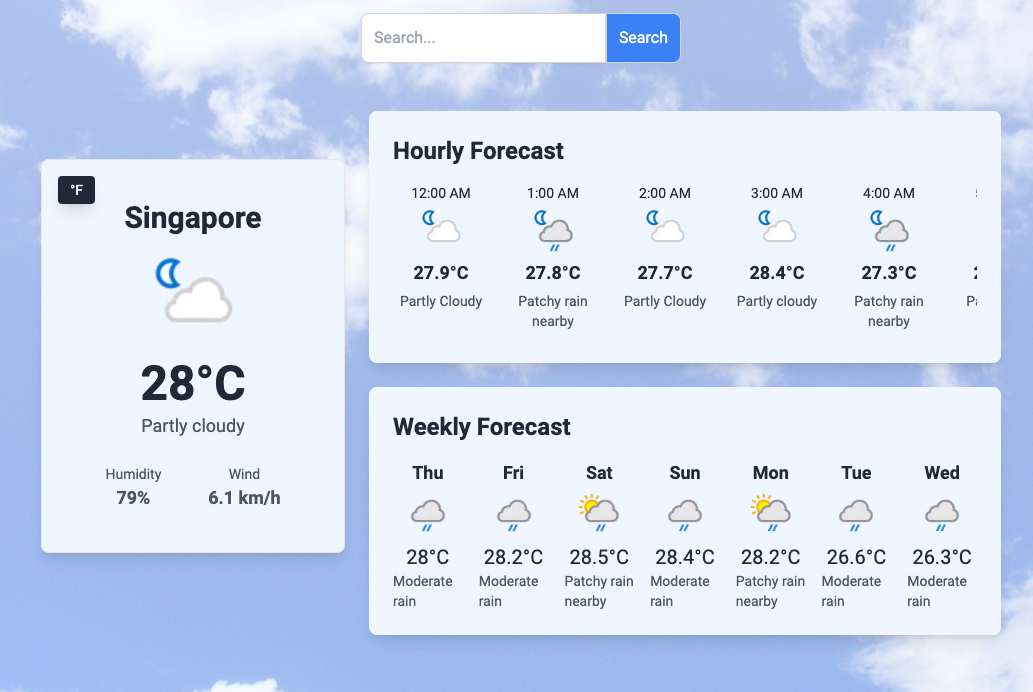 Search...
Search
°F
Singapore
28°C
Partly cloudy
Humidity
Wind
79%
6.1 km/h
Hourly Forecast
12:00 AM
1:00 AM
2:00 AM
3:00 AM
4:00 AM
27.9°C
27.8°C
27.7°C
28.4°C
27.3°C
Partly Cloudy
Patchy rain
nearby
Partly Cloudy
Partly cloudy
Patchy rain
nearby
Weekly Forecast
Thu
Fri
Sat
Sun
Mon
Tue
Wed
28°C
28.2°C
28.5°C
28.4°C
28.2°C
26.6°C
26.3°C
Moderate
rain
Moderate
rain
Patchy rain
nearby
Moderate
rain
Patchy rain
nearby
Moderate
rain
Moderate
rain